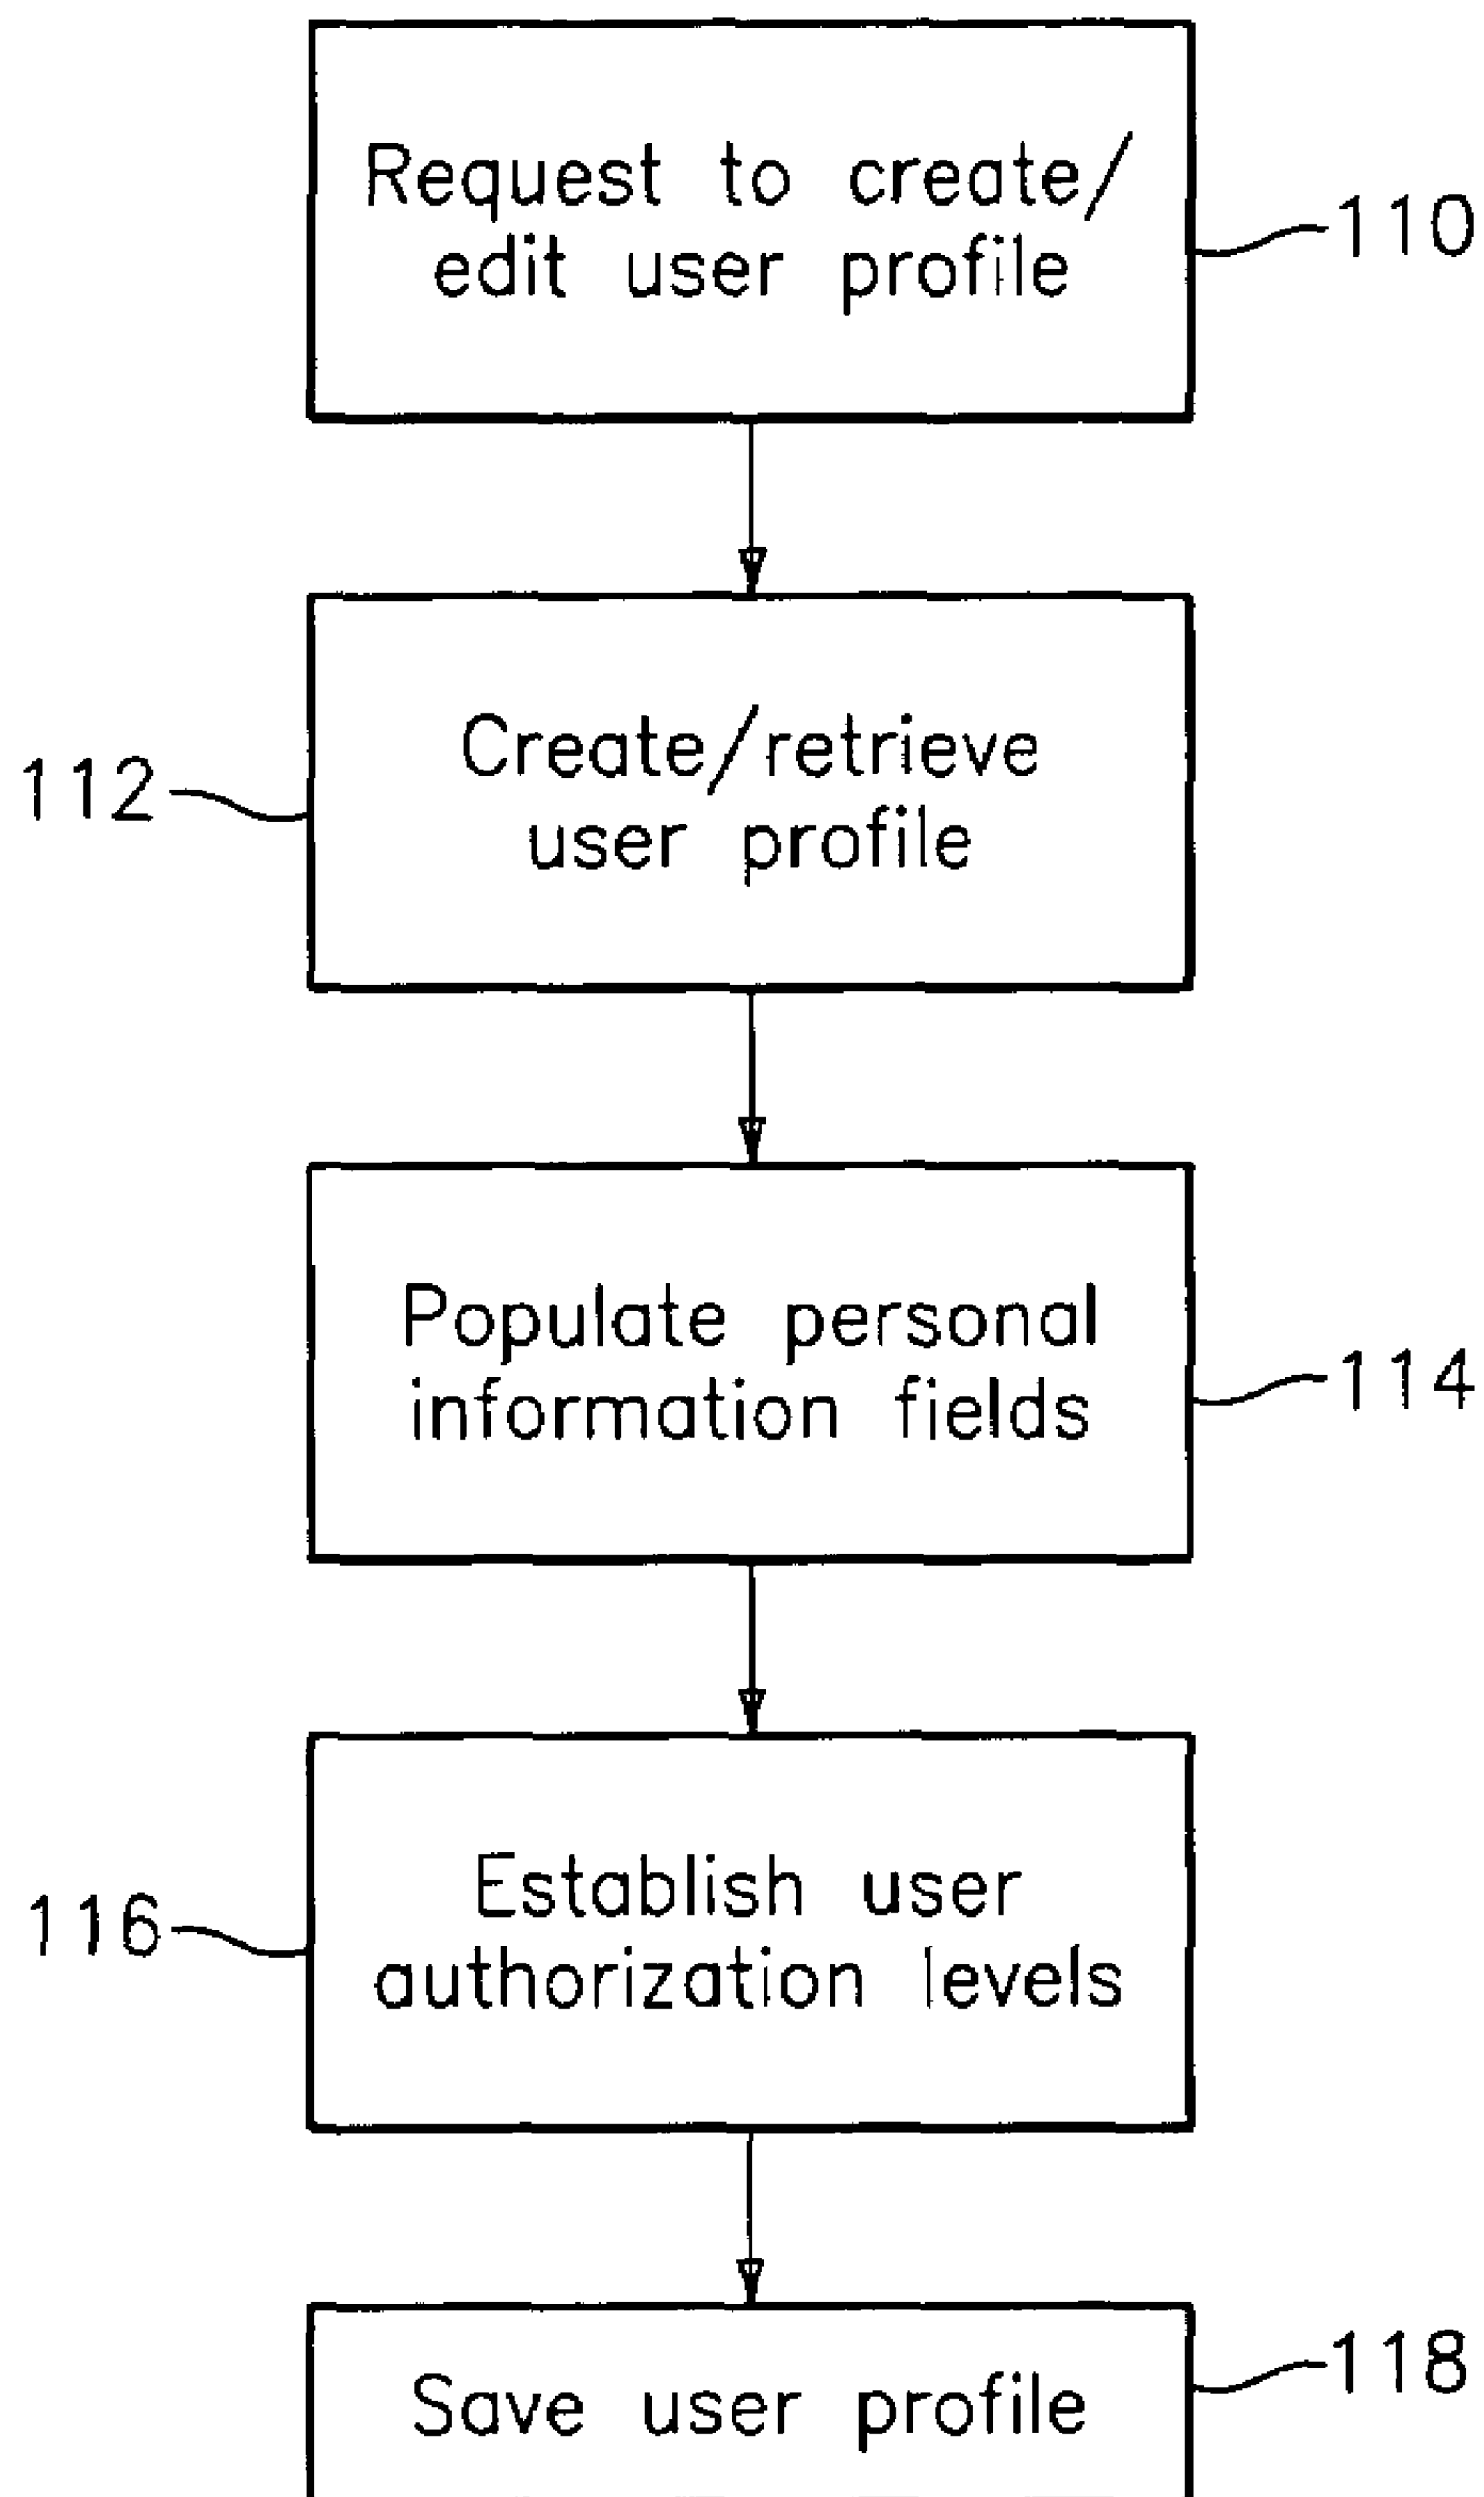 Request to create/
edit user profile
110
Create/retrieve
user profile
112
Populate personal
information fields
114
Establish user
authorization levels
116
Save user profile
118